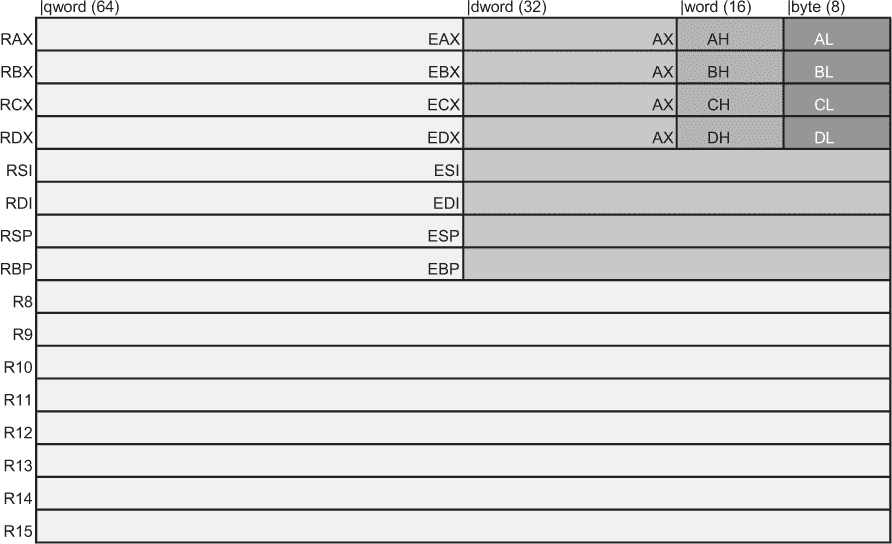 |qword (64) |dword (32) |word (16) |byte (8)
RAX EAX AX AH AL
RBX EBX AX BH BL
RCX ECX AX CH CL
RDX EDX AX DH DL
RSI ESI
RDI EDI
RSP ESP
RBP EBP
R8
R9
R10
R11
R12
R13
R14
R15